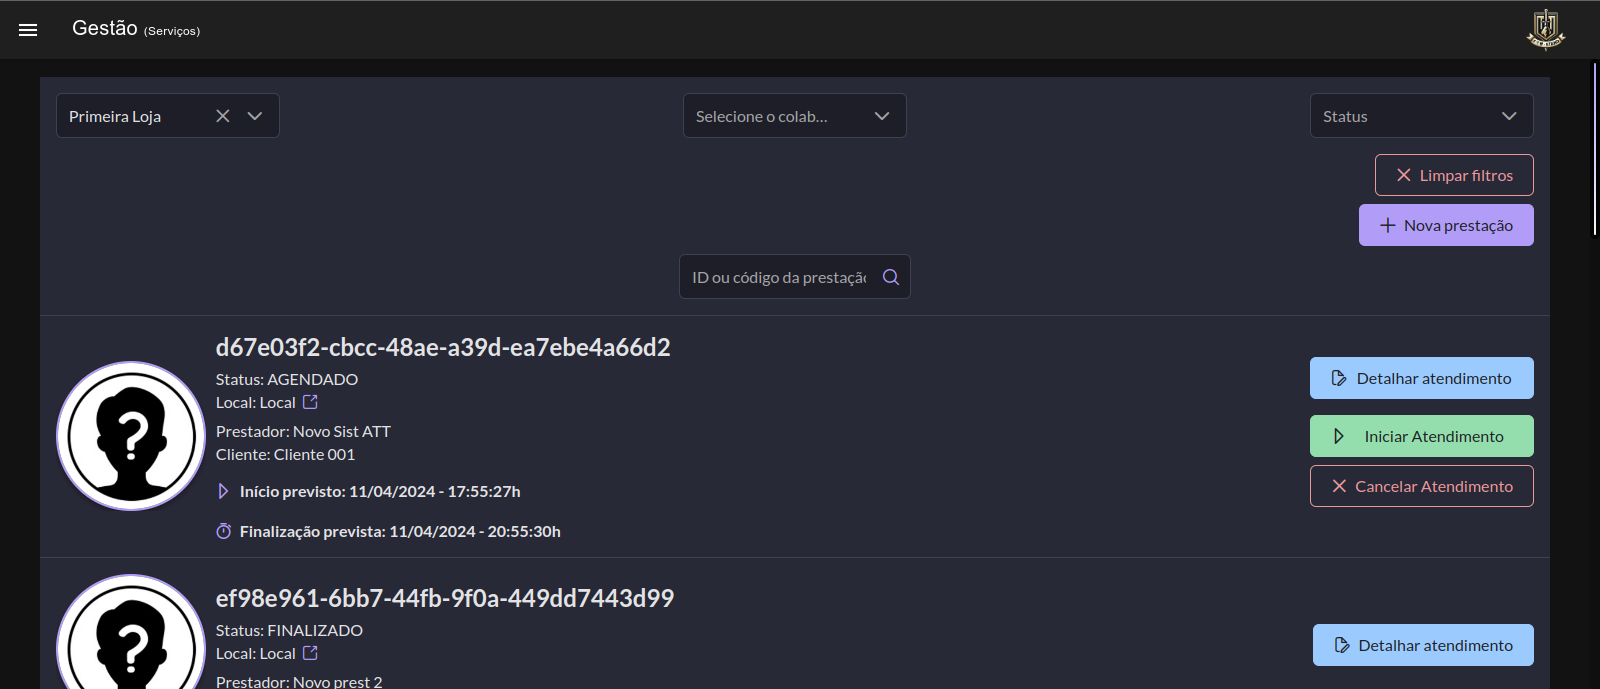 Gestão (Serviços)
Primeira Loja
Selecione o colab...
Status
Limpar filtros
Nova prestação
ID ou código da prestaçã
d67e03f2-cbcc-48ae-a39d-ea7ebe4a66d2
Status: AGENDADO
Local: Local
Prestador: Novo Sist ATT
Cliente: Cliente 001
Início previsto: 11/04/2024 - 17:55:27h
Finalização prevista: 11/04/2024 - 20:55:30h
Detalhar atendimento
Iniciar Atendimento
Cancelar Atendimento
ef98e961-6bb7-44fb-9f0a-449dd7443d99
Status: FINALIZADO
Local: Local
Prestador: Novo prest 2
Detalhar atendimento